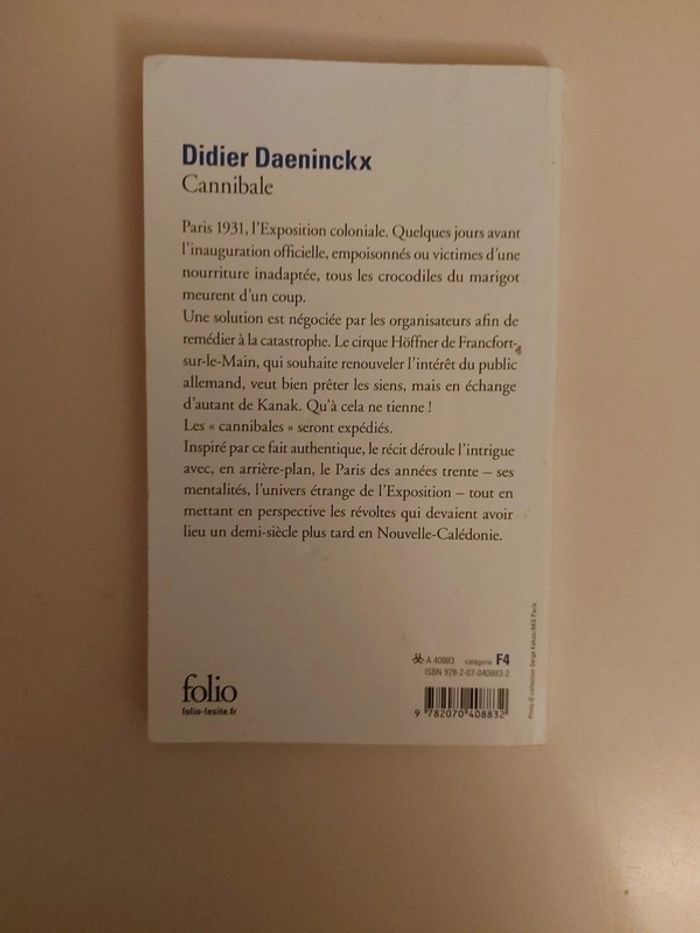 Didier Daeninckx
Cannibale
Paris 1931, l'Exposition coloniale. Quelques jours avant
l'inauguration officielle, empoisonnés ou victimes d'une
nourriture inadaptée, tous les crocodiles du marigot
meurent d'un coup.
Une solution est négociée par les organisateurs afin de
remédier à la catastrophe. Le cirque Höffner de Francfort-
sur-le-Main, qui souhaite renouveler l'intérêt du public
allemand, veut bien prêter les siens, mais en échange
d'autant de Kanak. Qu'à cela ne tienne !
Les « cannibales » seront expédiés.
Inspiré par ce fait authentique, le récit déroule l'intrigue
avec, en arrière-plan, le Paris des années trente – ses
mentalités, l'univers étrange de l'Exposition – tout en
mettant en perspective les révoltes qui devaient avoir
lieu un demi-siècle plus tard en Nouvelle-Calédonie.
A 40883 catégorie F4
ISBN 978-2-07-040883-2
folio
folio-lesite.fr
9 782070 408832
Photo © collection Serge Kakou/AKG Paris